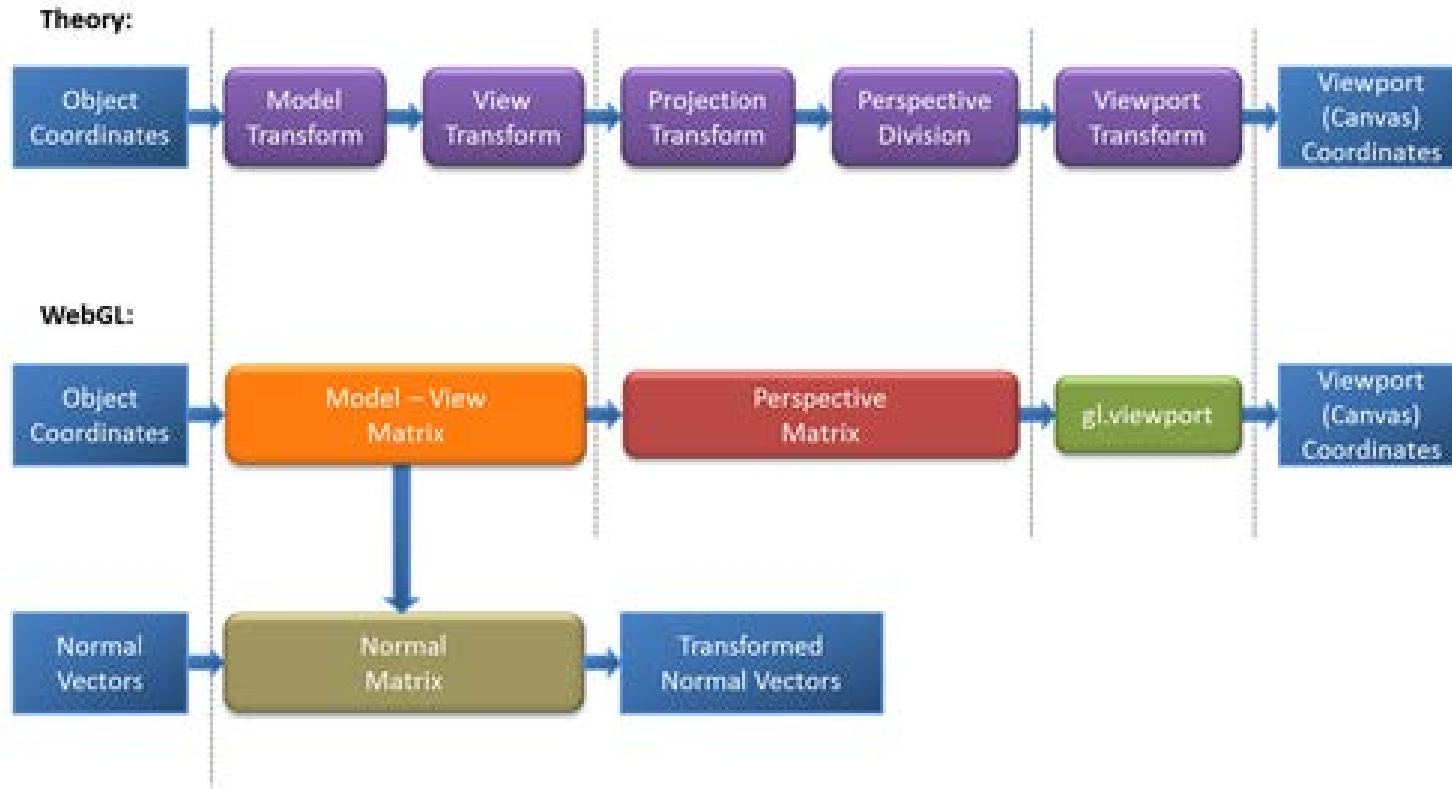 Theory:
Object
Coordinates
Model
Transform
View
Transform
Projection
Transform
Perspective
Division
Viewport
Transform
Viewport
(Canvas)
Coordinates
WebGL:
Object
Coordinates
Model – View
Matrix
Perspective
Matrix
gl.viewport
Viewport
(Canvas)
Coordinates
Normal
Vectors
Normal
Matrix
Transformed
Normal Vectors